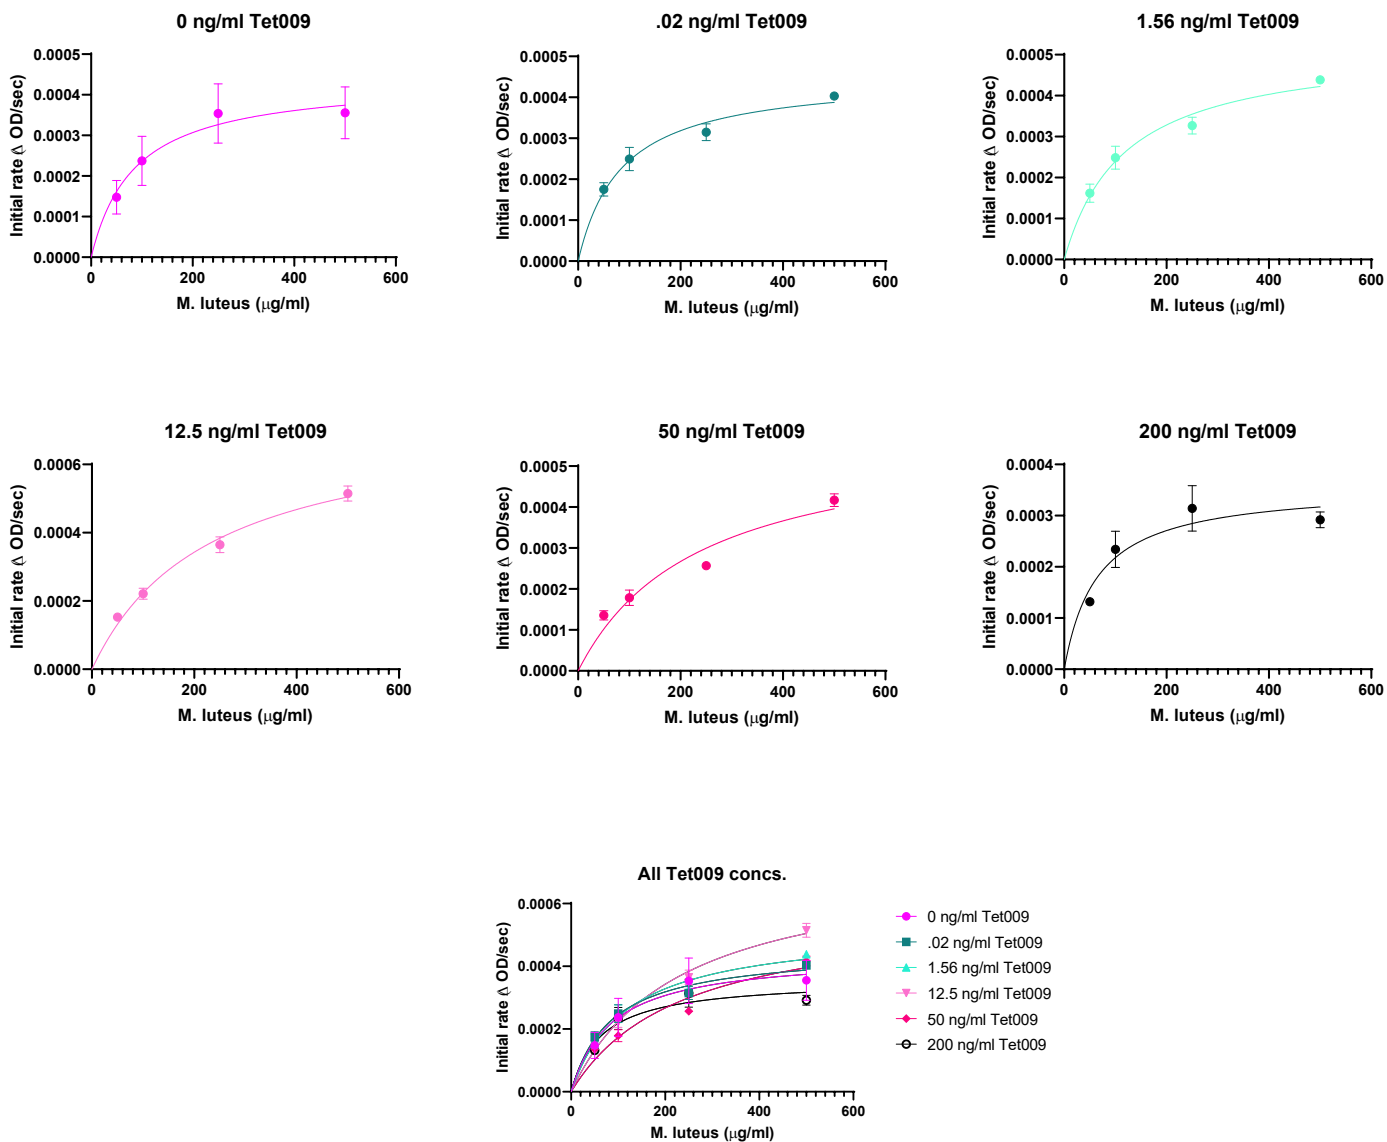 0 ng/ml Tet009
0.0005
0.0004
0.0003
0.0002
0.0001
0.0000
0 200 400 600
Initial rate (Δ OD/sec)
M. luteus (μg/ml)
.02 ng/ml Tet009
0.0005
0.0004
0.0003
0.0002
0.0001
0.0000
0 200 400 600
Initial rate (Δ OD/sec)
M. luteus (μg/ml)
1.56 ng/ml Tet009
0.0005
0.0004
0.0003
0.0002
0.0001
0.0000
0 200 400 600
Initial rate (Δ OD/sec)
M. luteus (μg/ml)
12.5 ng/ml Tet009
0.0006
0.0004
0.0002
0.0000
0 200 400 600
Initial rate (Δ OD/sec)
M. luteus (μg/ml)
50 ng/ml Tet009
0.0005
0.0004
0.0003
0.0002
0.0001
0.0000
0 200 400 600
Initial rate (Δ OD/sec)
M. luteus (μg/ml)
200 ng/ml Tet009
0.0004
0.0003
0.0002
0.0001
0.0000
0 200 400 600
Initial rate (Δ OD/sec)
M. luteus (μg/ml)
All Tet009 concs.
0.0006
0.0004
0.0002
0.0000
0 200 400 600
Initial rate (Δ OD/sec)
M. luteus (μg/ml)
0 ng/ml Tet009
.02 ng/ml Tet009
1.56 ng/ml Tet009
12.5 ng/ml Tet009
50 ng/ml Tet009
200 ng/ml Tet009